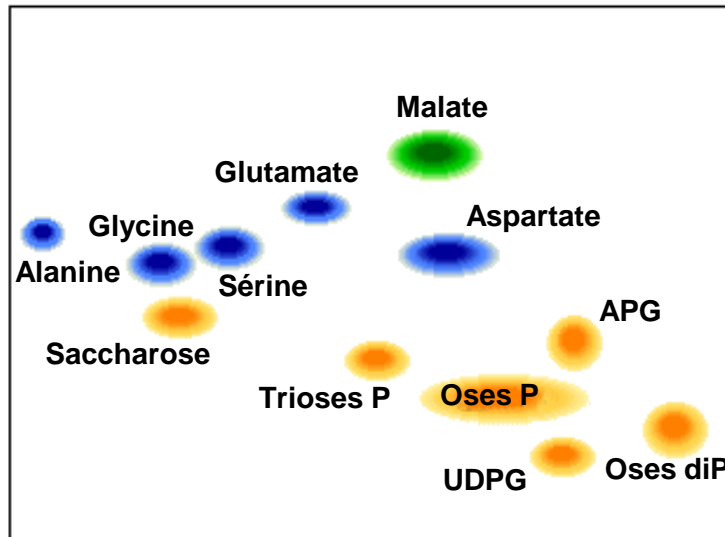 Malate
Glutamate
Glycine
Aspartate
Alanine
Sérine
APG
Saccharose
Trioses P
Oses P
UDPG
Oses diP